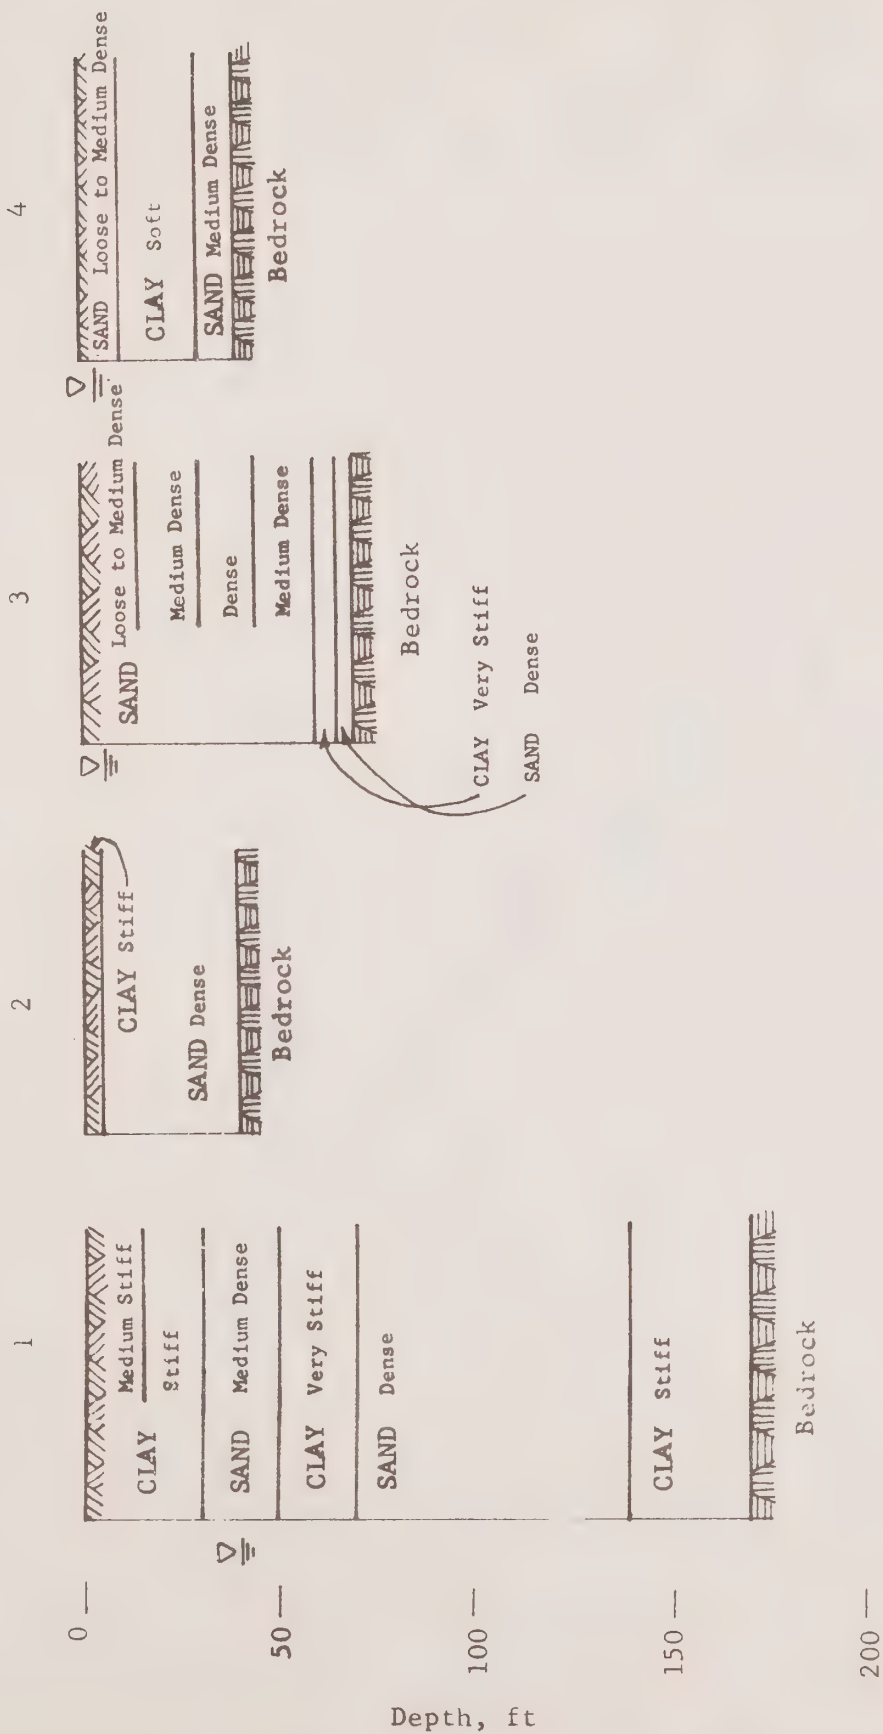 1
2
3
4
Depth, ft
0
50
100
150
200
CLAY
Medium Stiff
Stiff
SAND Medium Dense
CLAY Very Stiff
SAND Dense
CLAY Stiff
Bedrock
CLAY Stiff
SAND Dense
Bedrock
SAND
Loose to Medium Dense
Medium Dense
Dense
Medium Dense
Bedrock
CLAY Very Stiff
SAND Dense
SAND Loose to Medium Dense
CLAY Soft
SAND Medium Dense
Bedrock